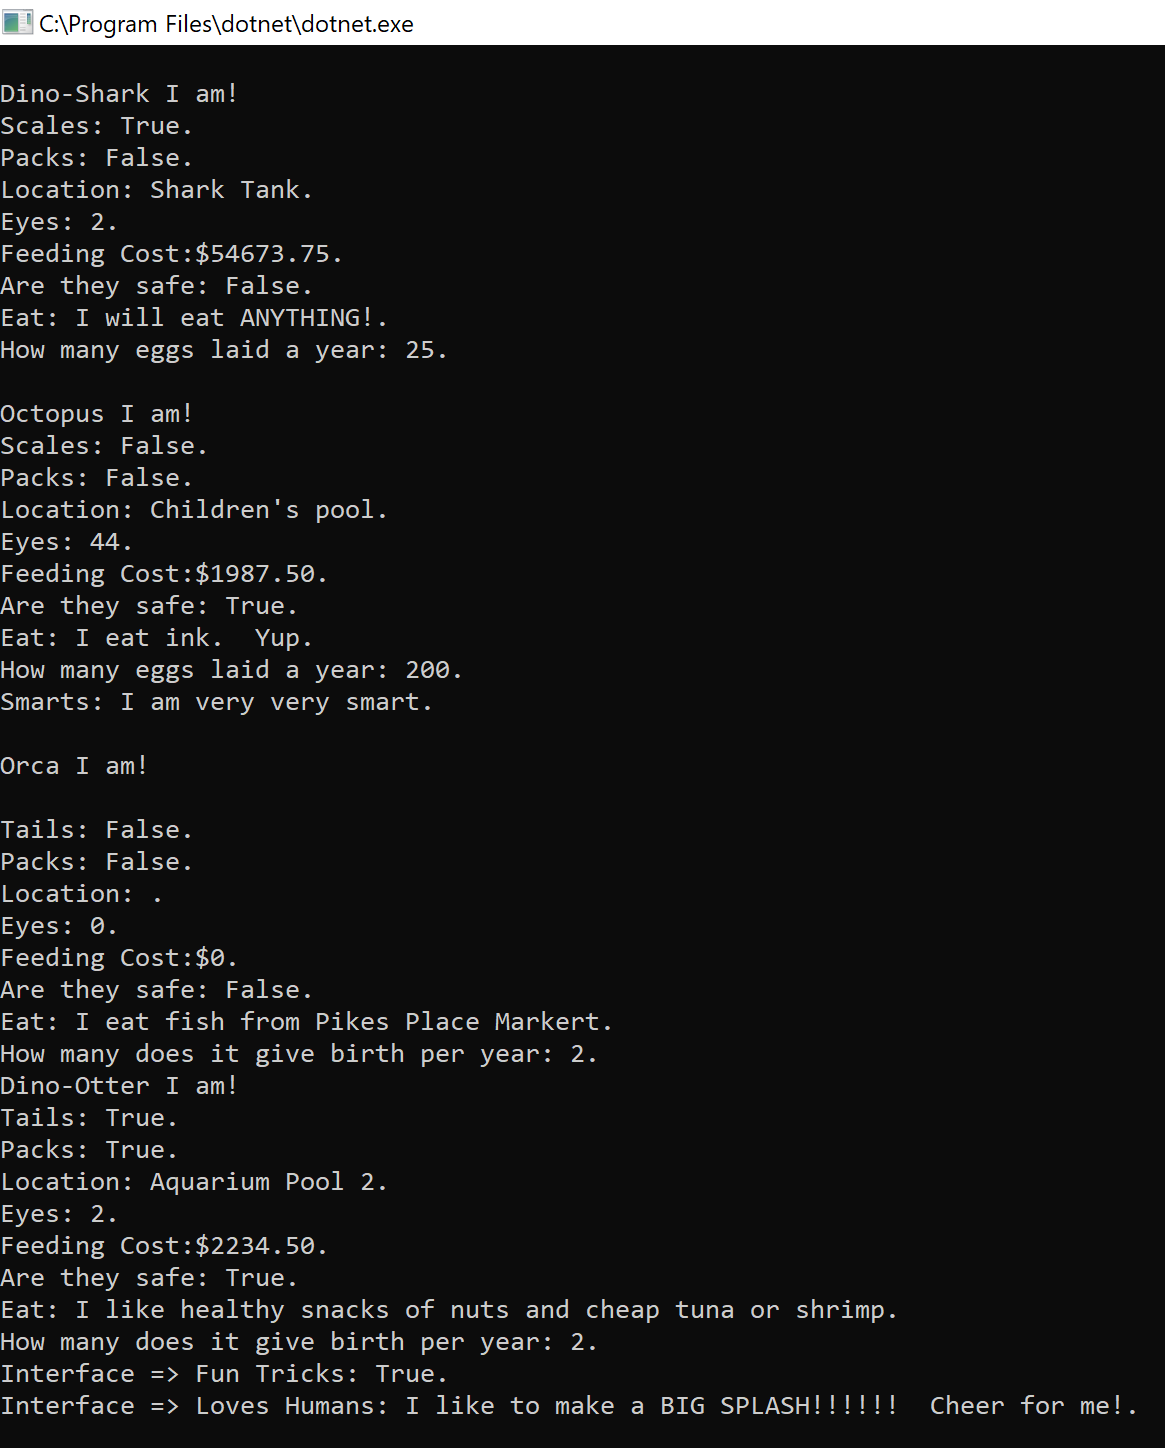 C:\Program Files\dotnet\dotnet.exe
Dino-Shark I am!
Scales: True.
Packs: False.
Location: Shark Tank.
Eyes: 2.
Feeding Cost:$54673.75.
Are they safe: False.
Eat: I will eat ANYTHING!.
How many eggs laid a year: 25.
Octopus I am!
Scales: False.
Packs: False.
Location: Children's pool.
Eyes: 44.
Feeding Cost:$1987.50.
Are they safe: True.
Eat: I eat ink.  Yup.
How many eggs laid a year: 200.
Smarts: I am very very smart.
Orca I am!
Tails: False.
Packs: False.
Location: .
Eyes: 0.
Feeding Cost:$0.
Are they safe: False.
Eat: I eat fish from Pikes Place Markert.
How many does it give birth per year: 2.
Dino-Otter I am!
Tails: True.
Packs: True.
Location: Aquarium Pool 2.
Eyes: 2.
Feeding Cost:$2234.50.
Are they safe: True.
Eat: I like healthy snacks of nuts and cheap tuna or shrimp.
How many does it give birth per year: 2.
Interface => Fun Tricks: True.
Interface => Loves Humans: I like to make a BIG SPLASH!!!!!!  Cheer for me!.